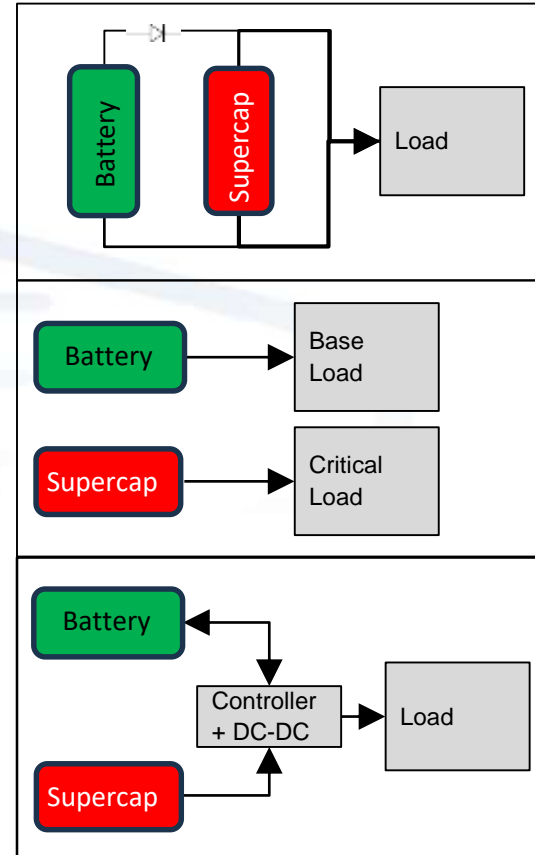 Battery
Supercap
Load
Battery
Base
Load
Supercap
Critical
Load
Battery
Controller
+ DC-DC
Load
Supercap